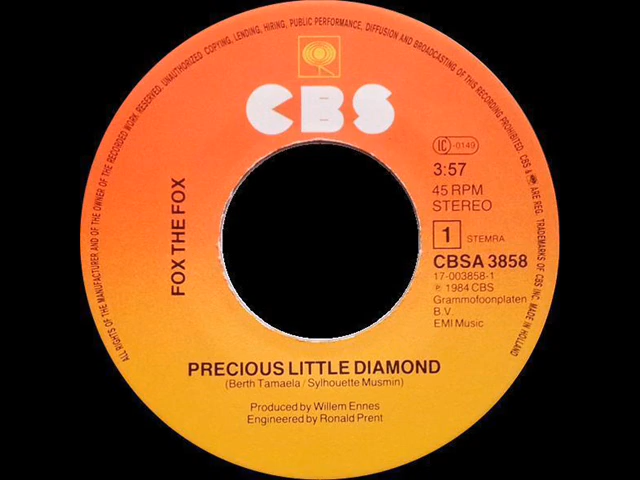 ALL RIGHTS OF THE MANUFACTURER AND OF THE OWNER OF THE RECORDED WORK RESERVED. UNAUTHORIZED COPYING, LENDING, HIRING, PUBLIC PERFORMANCE, DIFFUSION AND BROADCASTING OF THIS RECORDING PROHIBITED. CBS & ARE REG. TRADEMARKS OF CBS INC. MADE IN HOLLAND
CBS
IC -0149
3:57
45 RPM
STEREO
1 STEMRA
CBSA 3858
17-003858-1
℗ 1984 CBS
Grammofoonplaten
B.V.
EMI Music
FOX THE FOX
PRECIOUS LITTLE DIAMOND
(Berth Tamaela / Sylhouette Musmin)
Produced by Willem Ennes
Engineered by Ronald Prent